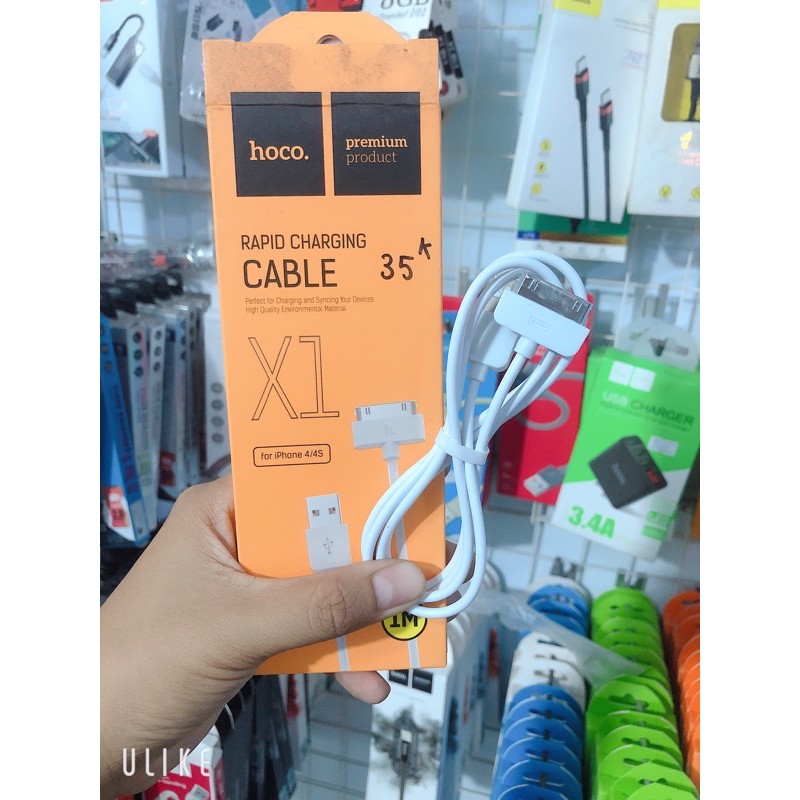 hoco.
premium
product
RAPID CHARGING
CABLE
35k
Perfect for Charging and Syncing Your Devices
High Quality Environmental Material
X1
for iPhone 4/4S
1M
USB CHARGER
hoco.
3.4A
ULIKE